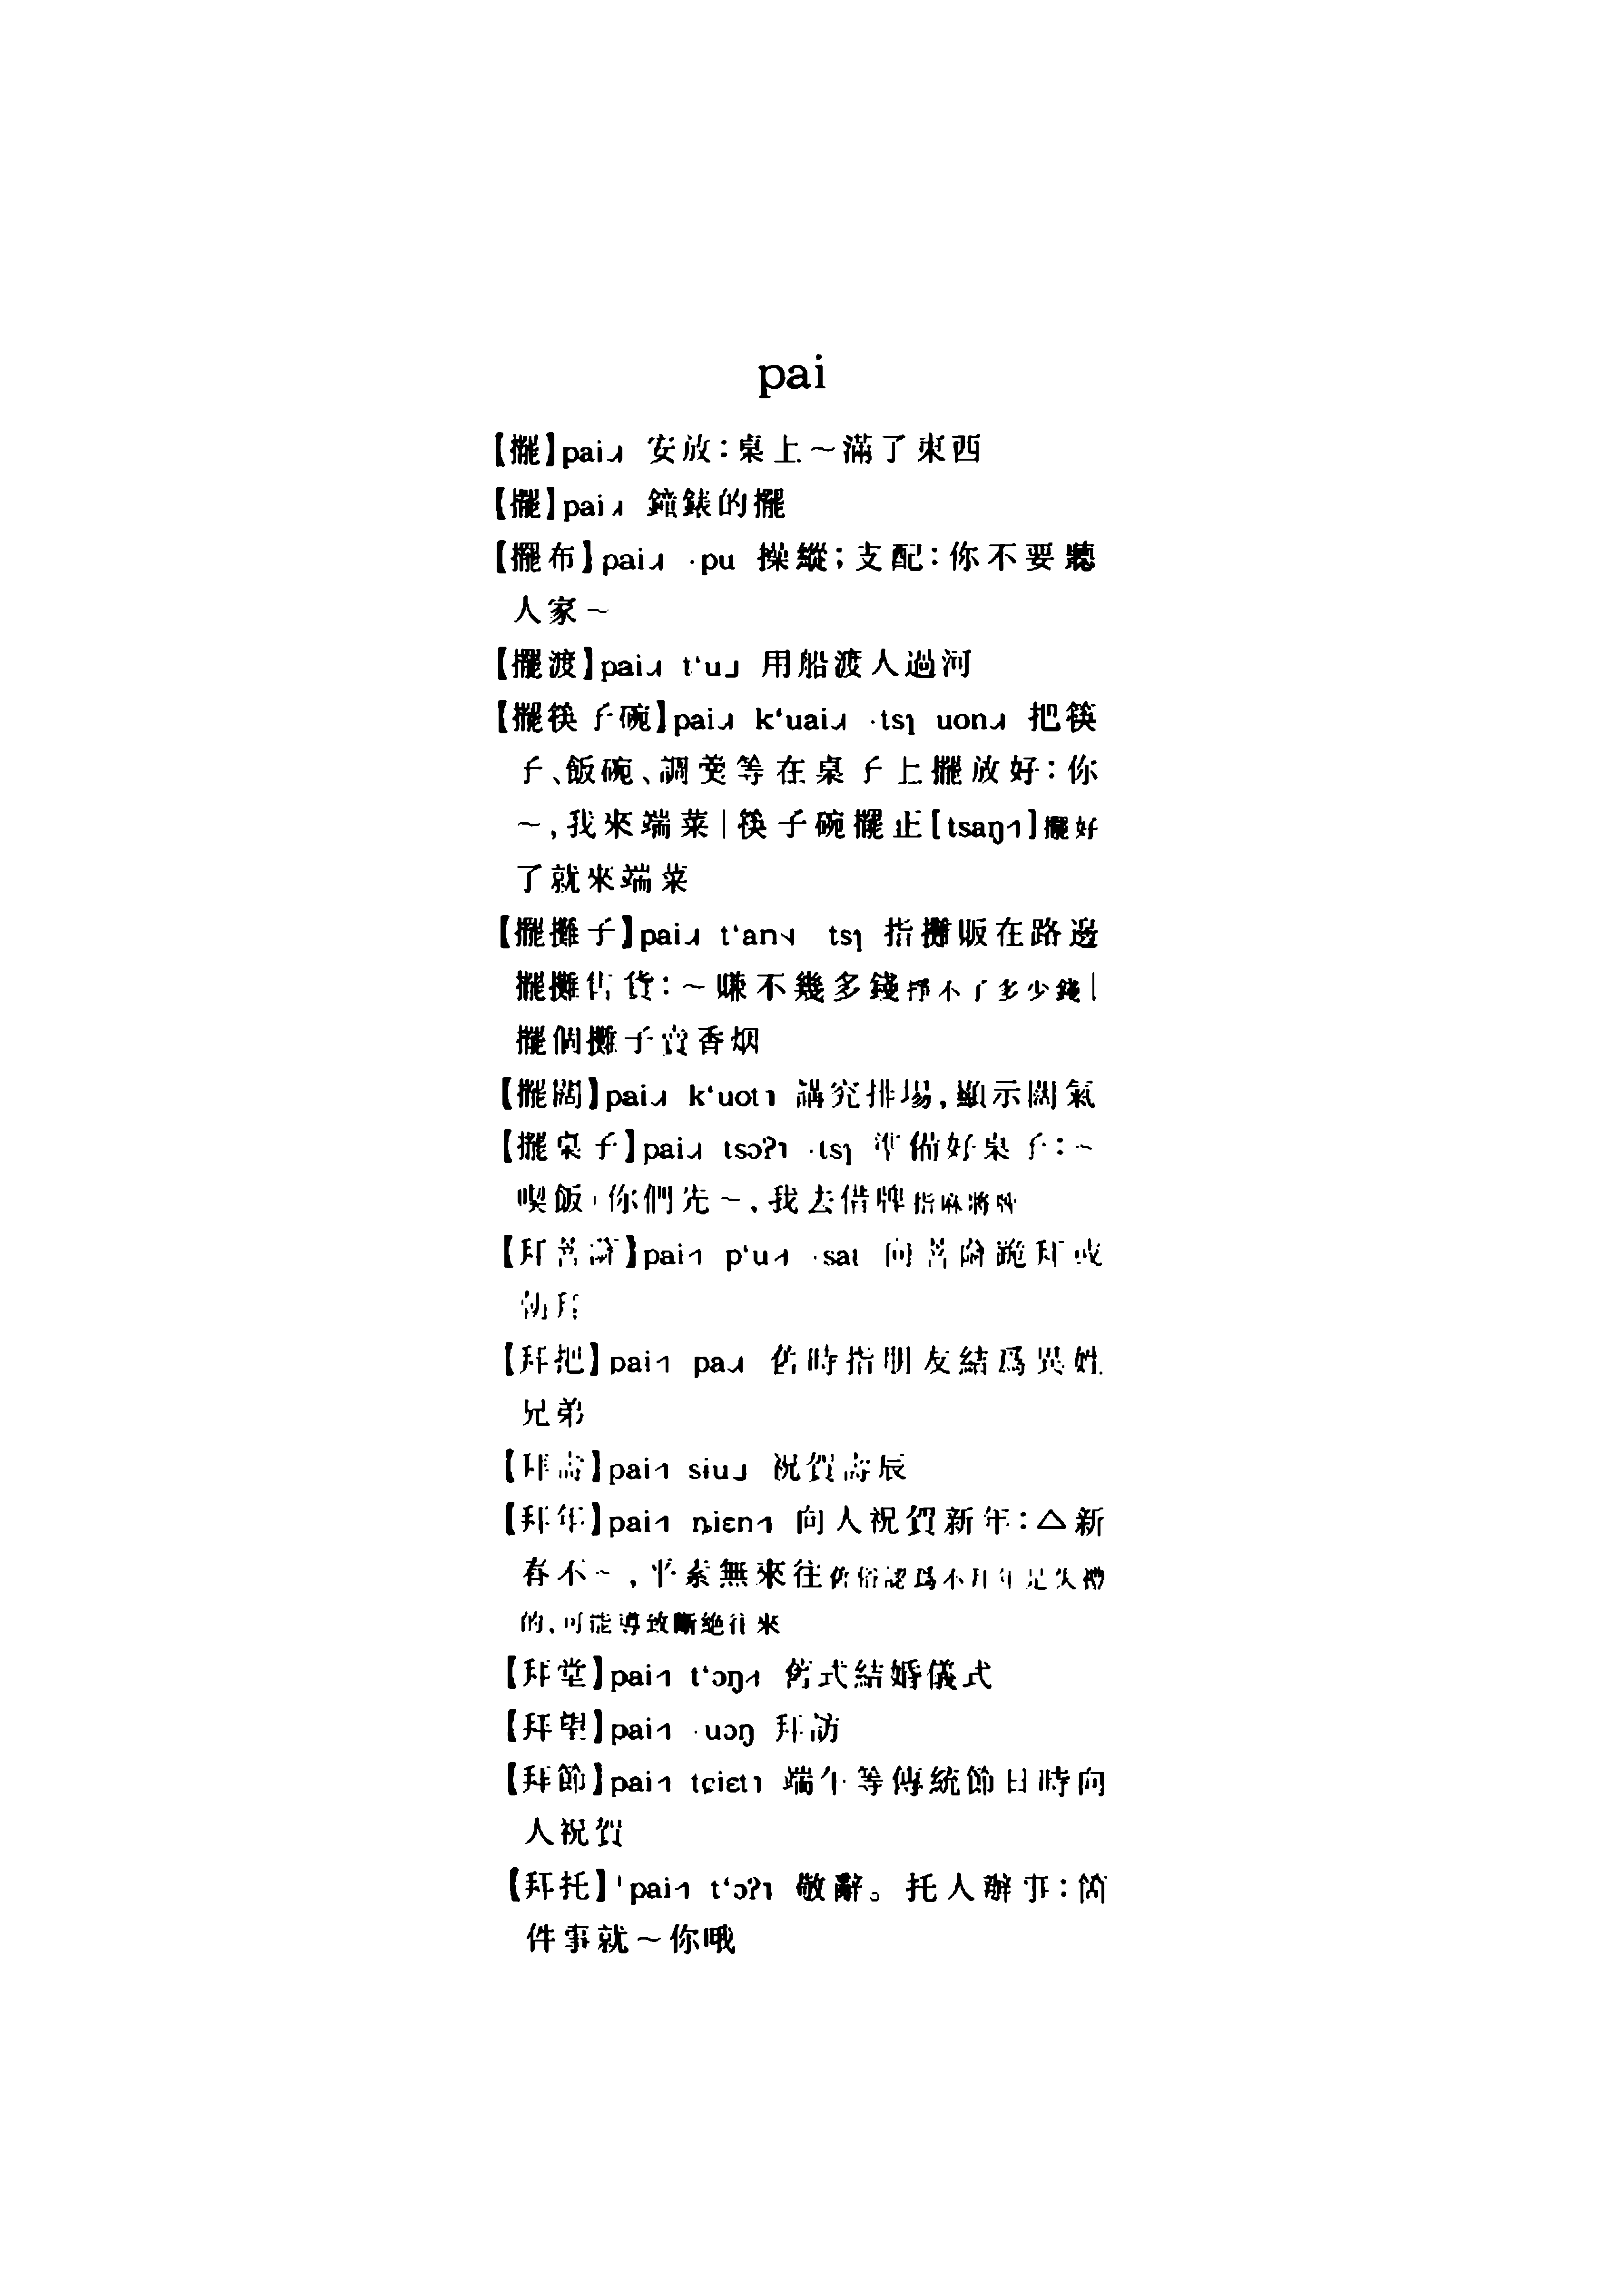 pai
【擺】pai˩˧ 安放：桌上～滿了東西
【擺】pai˩˧ 鐘錶的擺
【擺布】pai˩˧ ·pu 操縱；支配：你不要聽
人家～
【擺渡】pai˩˧ t‘u˩ 用船渡人過河
【擺筷子碗】pai˩˧ k‘uai˩˧ ·tsɿ uon˩˧ 把筷
子、飯碗、調羹等在桌子上擺放好：你
～，我來端菜｜筷子碗擺正[tsaŋ˧˥]擺好
了就來端菜
【擺攤子】pai˩˧ t‘an˦˨ tsɿ 指攤販在路邊
擺攤售貨：～賺不幾多錢掙不了多少錢｜
擺個攤子賣香烟
【擺闊】pai˩˧ k‘uot˥ 講究排場，顯示闊氣
【擺桌子】pai˩˧ tsɔʔ˥ ·tsɿ 準備好桌子：～
喫飯｜你們先～，我去借牌指麻將牌
【拜菩薩】pai˧˥ p‘u˧˥ ·sat 向菩薩跪拜或
拜
【拜把】pai˧˥ pa˩˧ 舊時指朋友結爲異姓
兄弟
【拜壽】pai˧˥ siu˩ 祝賀壽辰
【拜年】pai˧˥ ȵiɛn˧˥ 向人祝賀新年：△新
春不～，平素無來往舊俗認爲不拜年是失禮
的，可能導致斷絶往來
【拜堂】pai˧˥ t‘ɔŋ˧˥ 舊式結婚儀式
【拜望】pai˧˥ ·uɔŋ 拜訪
【拜節】pai˧˥ tɕiɛt˥ 端午等傳統節日時向
人祝賀
【拜托】pai˧˥ t‘ɔʔ˥ 敬辭。托人辦事：箇
件事就～你哦